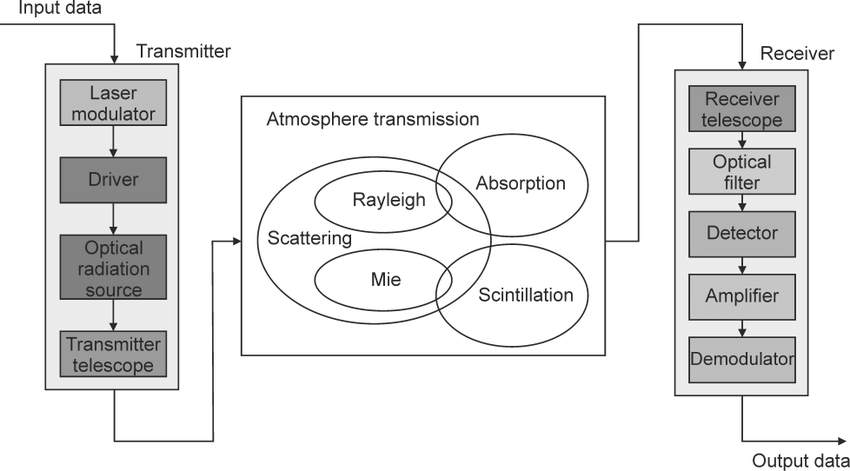 Input data
Transmitter
Laser
modulator
Driver
Optical
radiation
source
Transmitter
telescope
Atmosphere transmission
Absorption
Rayleigh
Scattering
Mie
Scintillation
Receiver
Receiver
telescope
Optical
filter
Detector
Amplifier
Demodulator
Output data